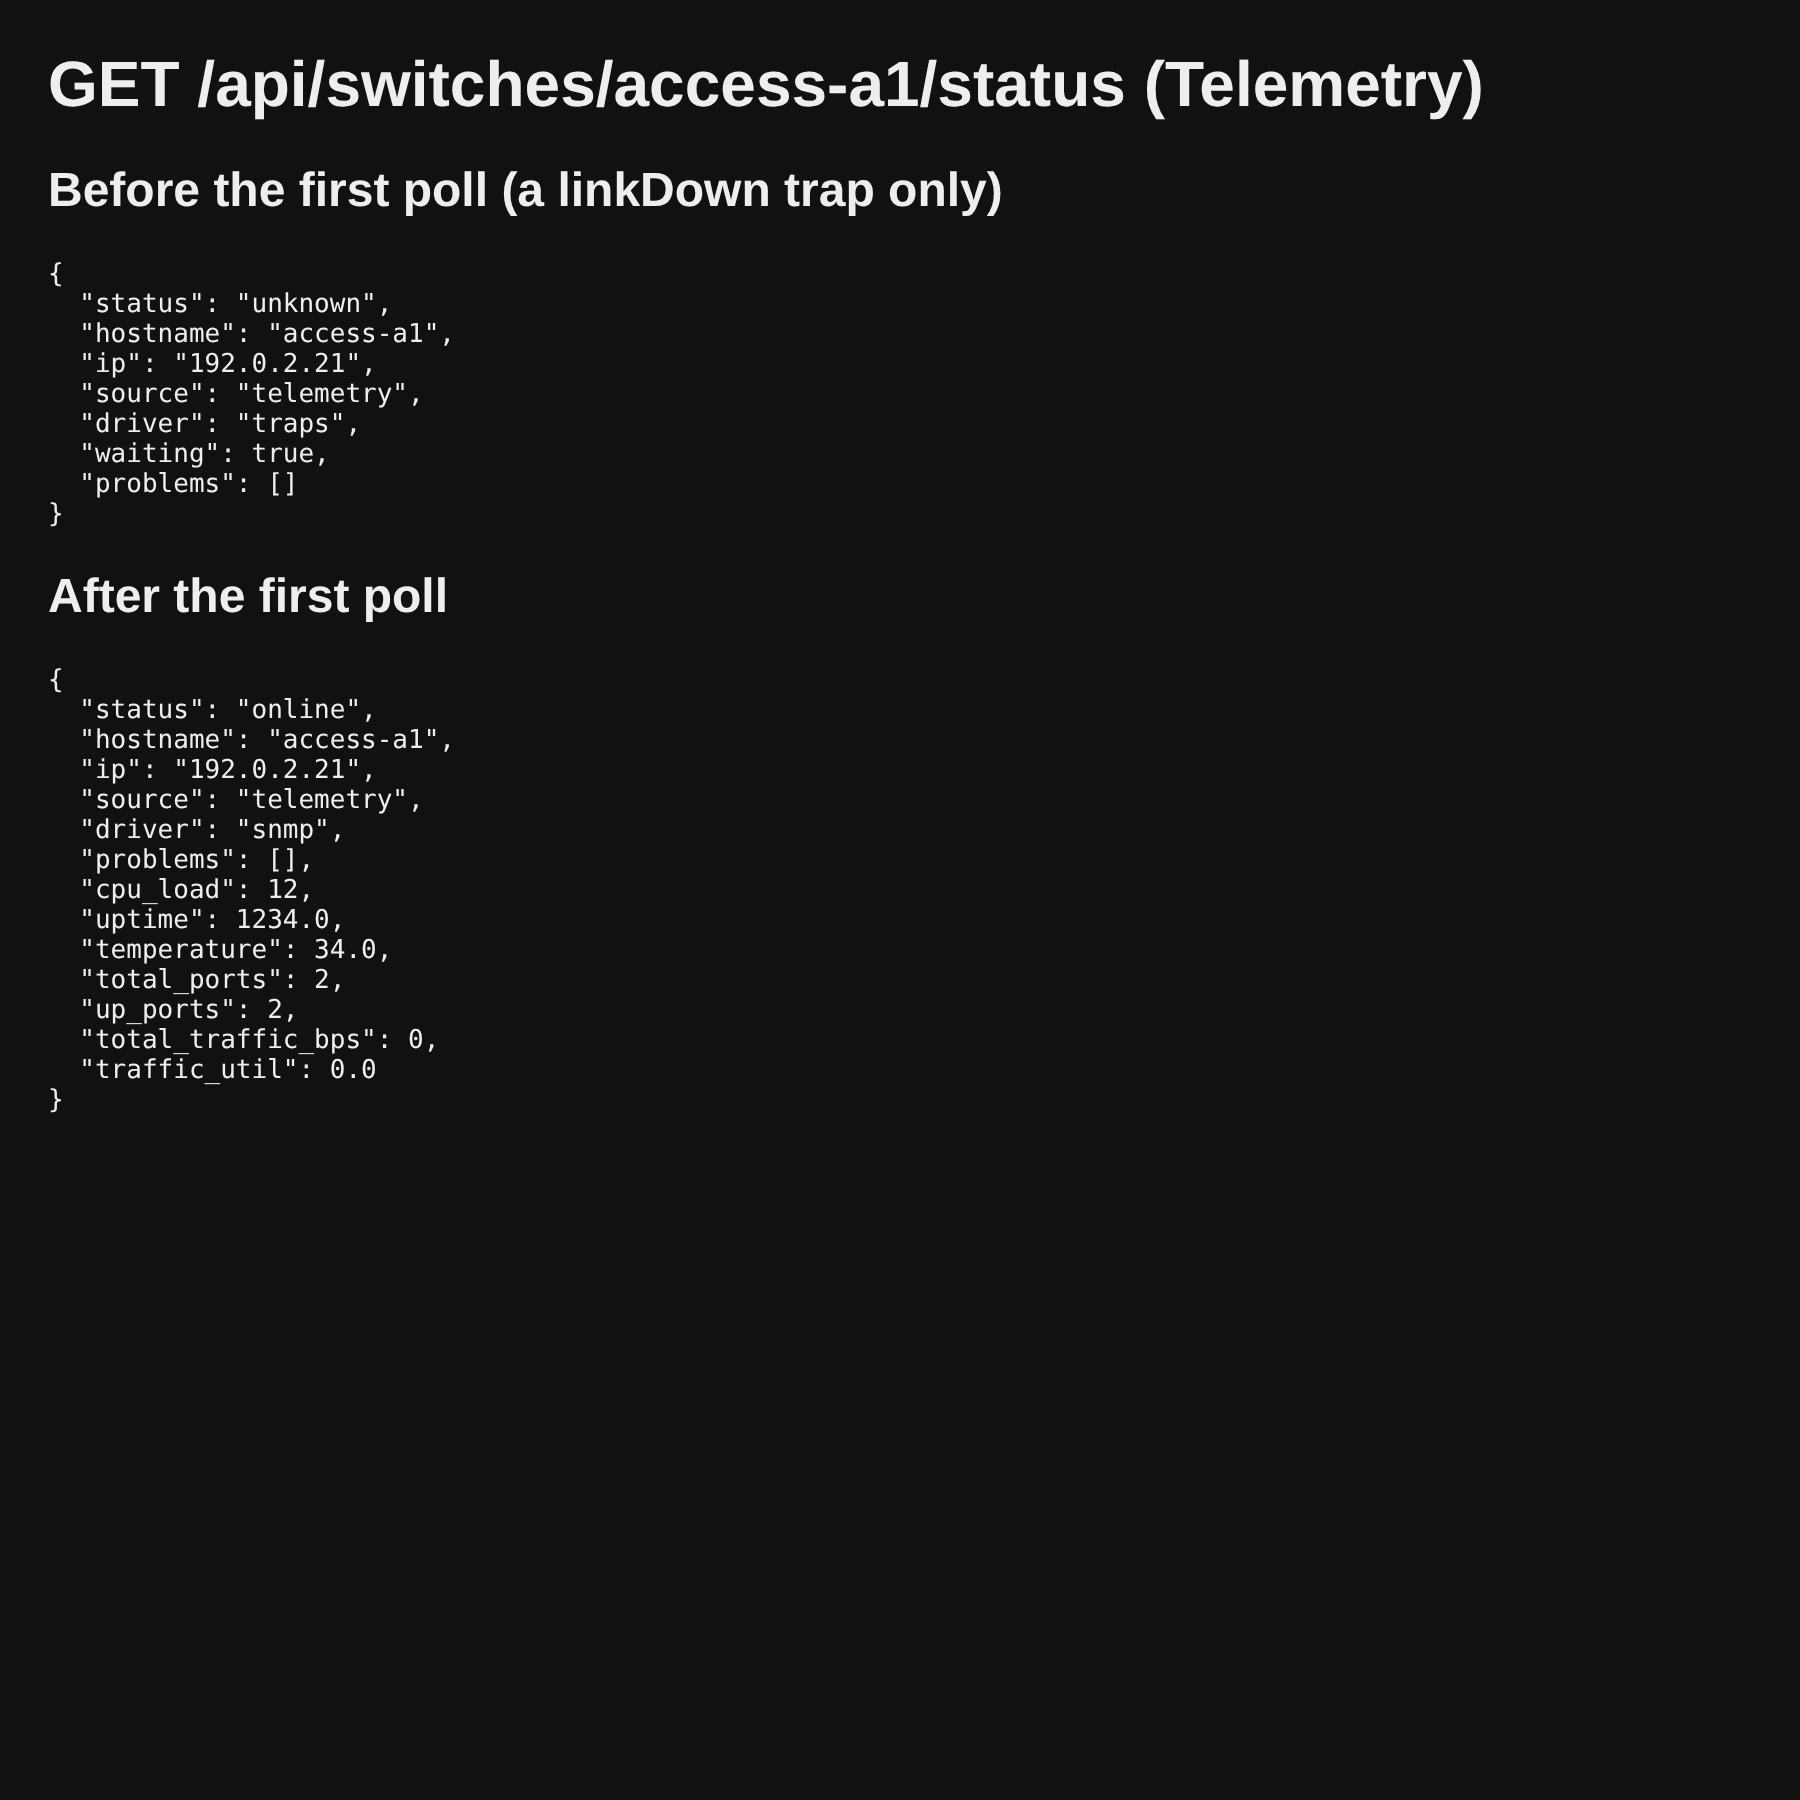 GET /api/switches/access-a1/status (Telemetry)
Before the first poll (a linkDown trap only)
{
  "status": "unknown",
  "hostname": "access-a1",
  "ip": "192.0.2.21",
  "source": "telemetry",
  "driver": "traps",
  "waiting": true,
  "problems": []
}
After the first poll
{
  "status": "online",
  "hostname": "access-a1",
  "ip": "192.0.2.21",
  "source": "telemetry",
  "driver": "snmp",
  "problems": [],
  "cpu_load": 12,
  "uptime": 1234.0,
  "temperature": 34.0,
  "total_ports": 2,
  "up_ports": 2,
  "total_traffic_bps": 0,
  "traffic_util": 0.0
}